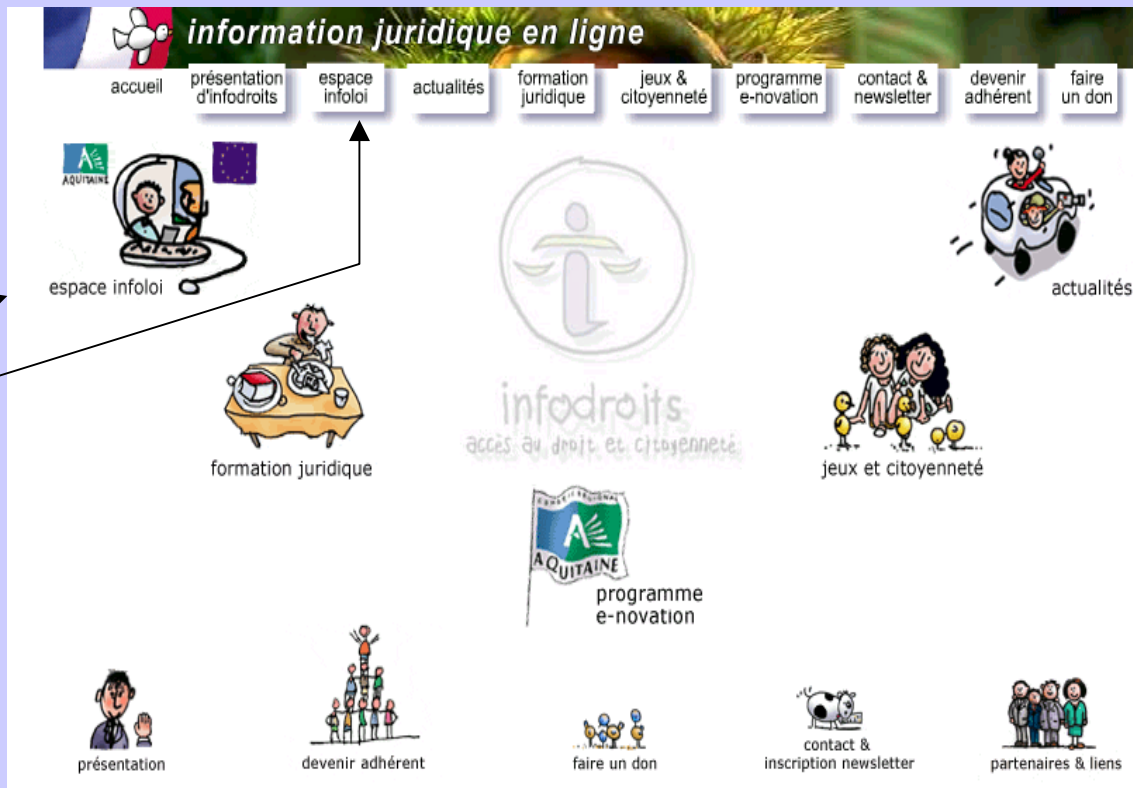 information juridique en ligne
accueil
présentation
d'infodroits
espace
infoloi
actualités
formation
juridique
jeux &
citoyenneté
programme
e-novation
contact &
newsletter
devenir
adhérent
faire
un don
AQUITAINE
espace infoloi
actualités
infodroits
accès au droit et citoyenneté
formation juridique
jeux et citoyenneté
CONSEIL REGIONAL
AQUITAINE
programme
e-novation
présentation
devenir adhérent
faire un don
contact &
inscription newsletter
partenaires & liens